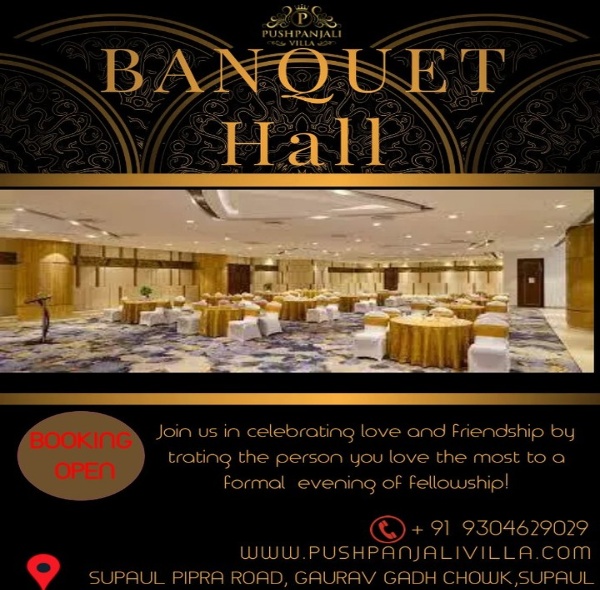 P
PUSHPANJALI
VILLA
BANQUET
Hall
BOOKING
OPEN
Join us in celebrating love and friendship by
trating the person you love the most to a
formal evening of fellowship!
+ 91 9304629029
WWW.PUSHPANJALIVILLA.COM
SUPAUL PIPRA ROAD, GAURAV GADH CHOWK,SUPAUL